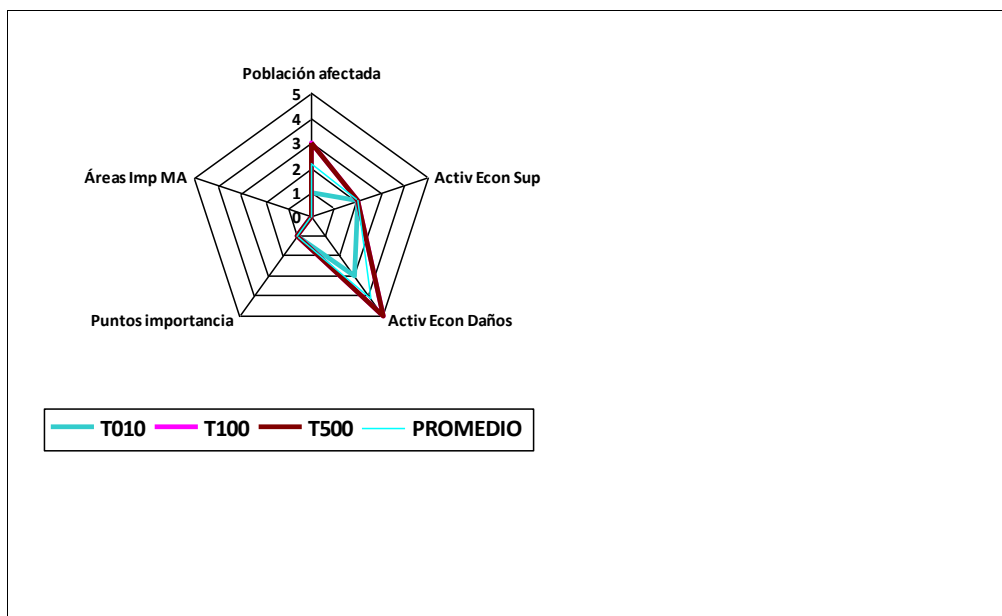 Población afectada
5
4
3
2
1
0
Áreas Imp MA
Activ Econ Sup
Puntos importancia
Activ Econ Daños
T010 T100 T500 PROMEDIO